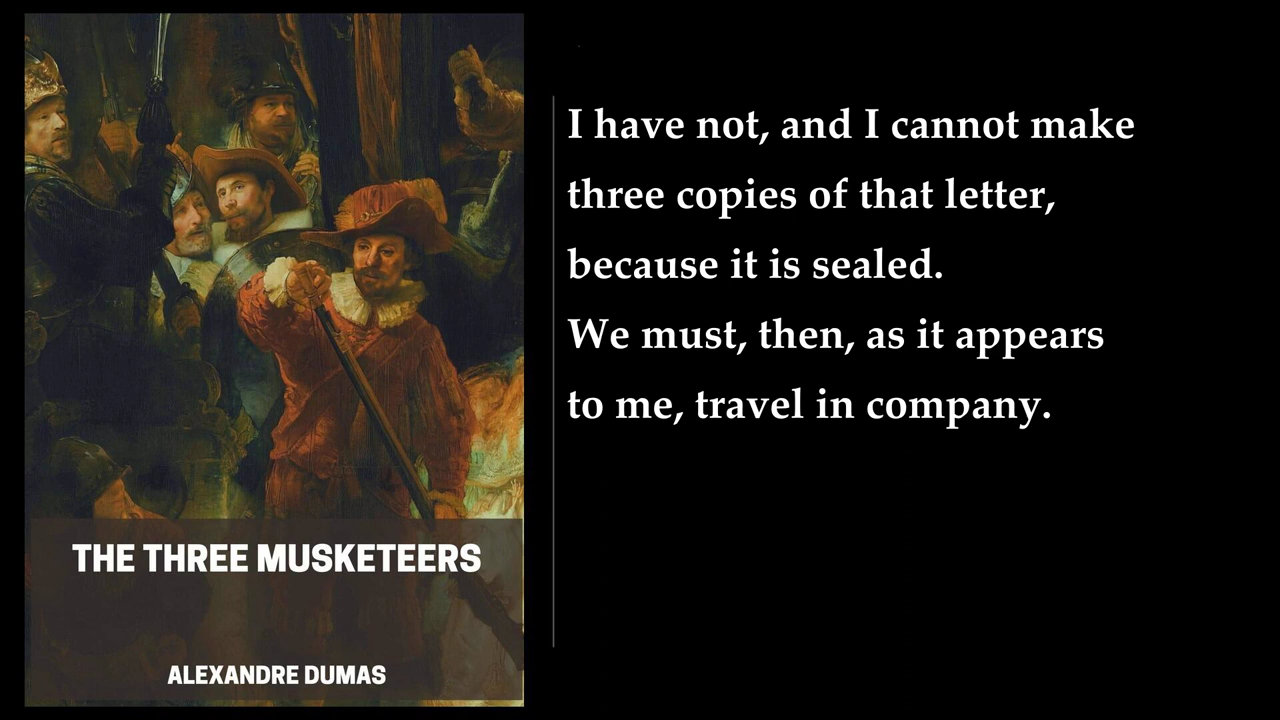 I have not, and I cannot make
three copies of that letter,
because it is sealed.
We must, then, as it appears
to me, travel in company.
THE THREE MUSKETEERS
ALEXANDRE DUMAS